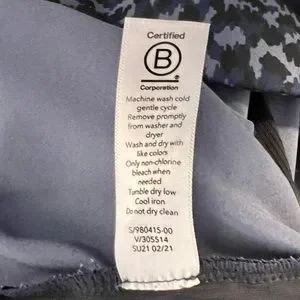 Certified
B
Corporation
Machine wash cold
gentle cycle
Remove promptly
from washer and
dryer
Wash and dry with
like colors
Only non-chlorine
bleach when
needed
Tumble dry low
Cool iron
Do not dry clean
S/980415-00
V/305514
SU21 02/21